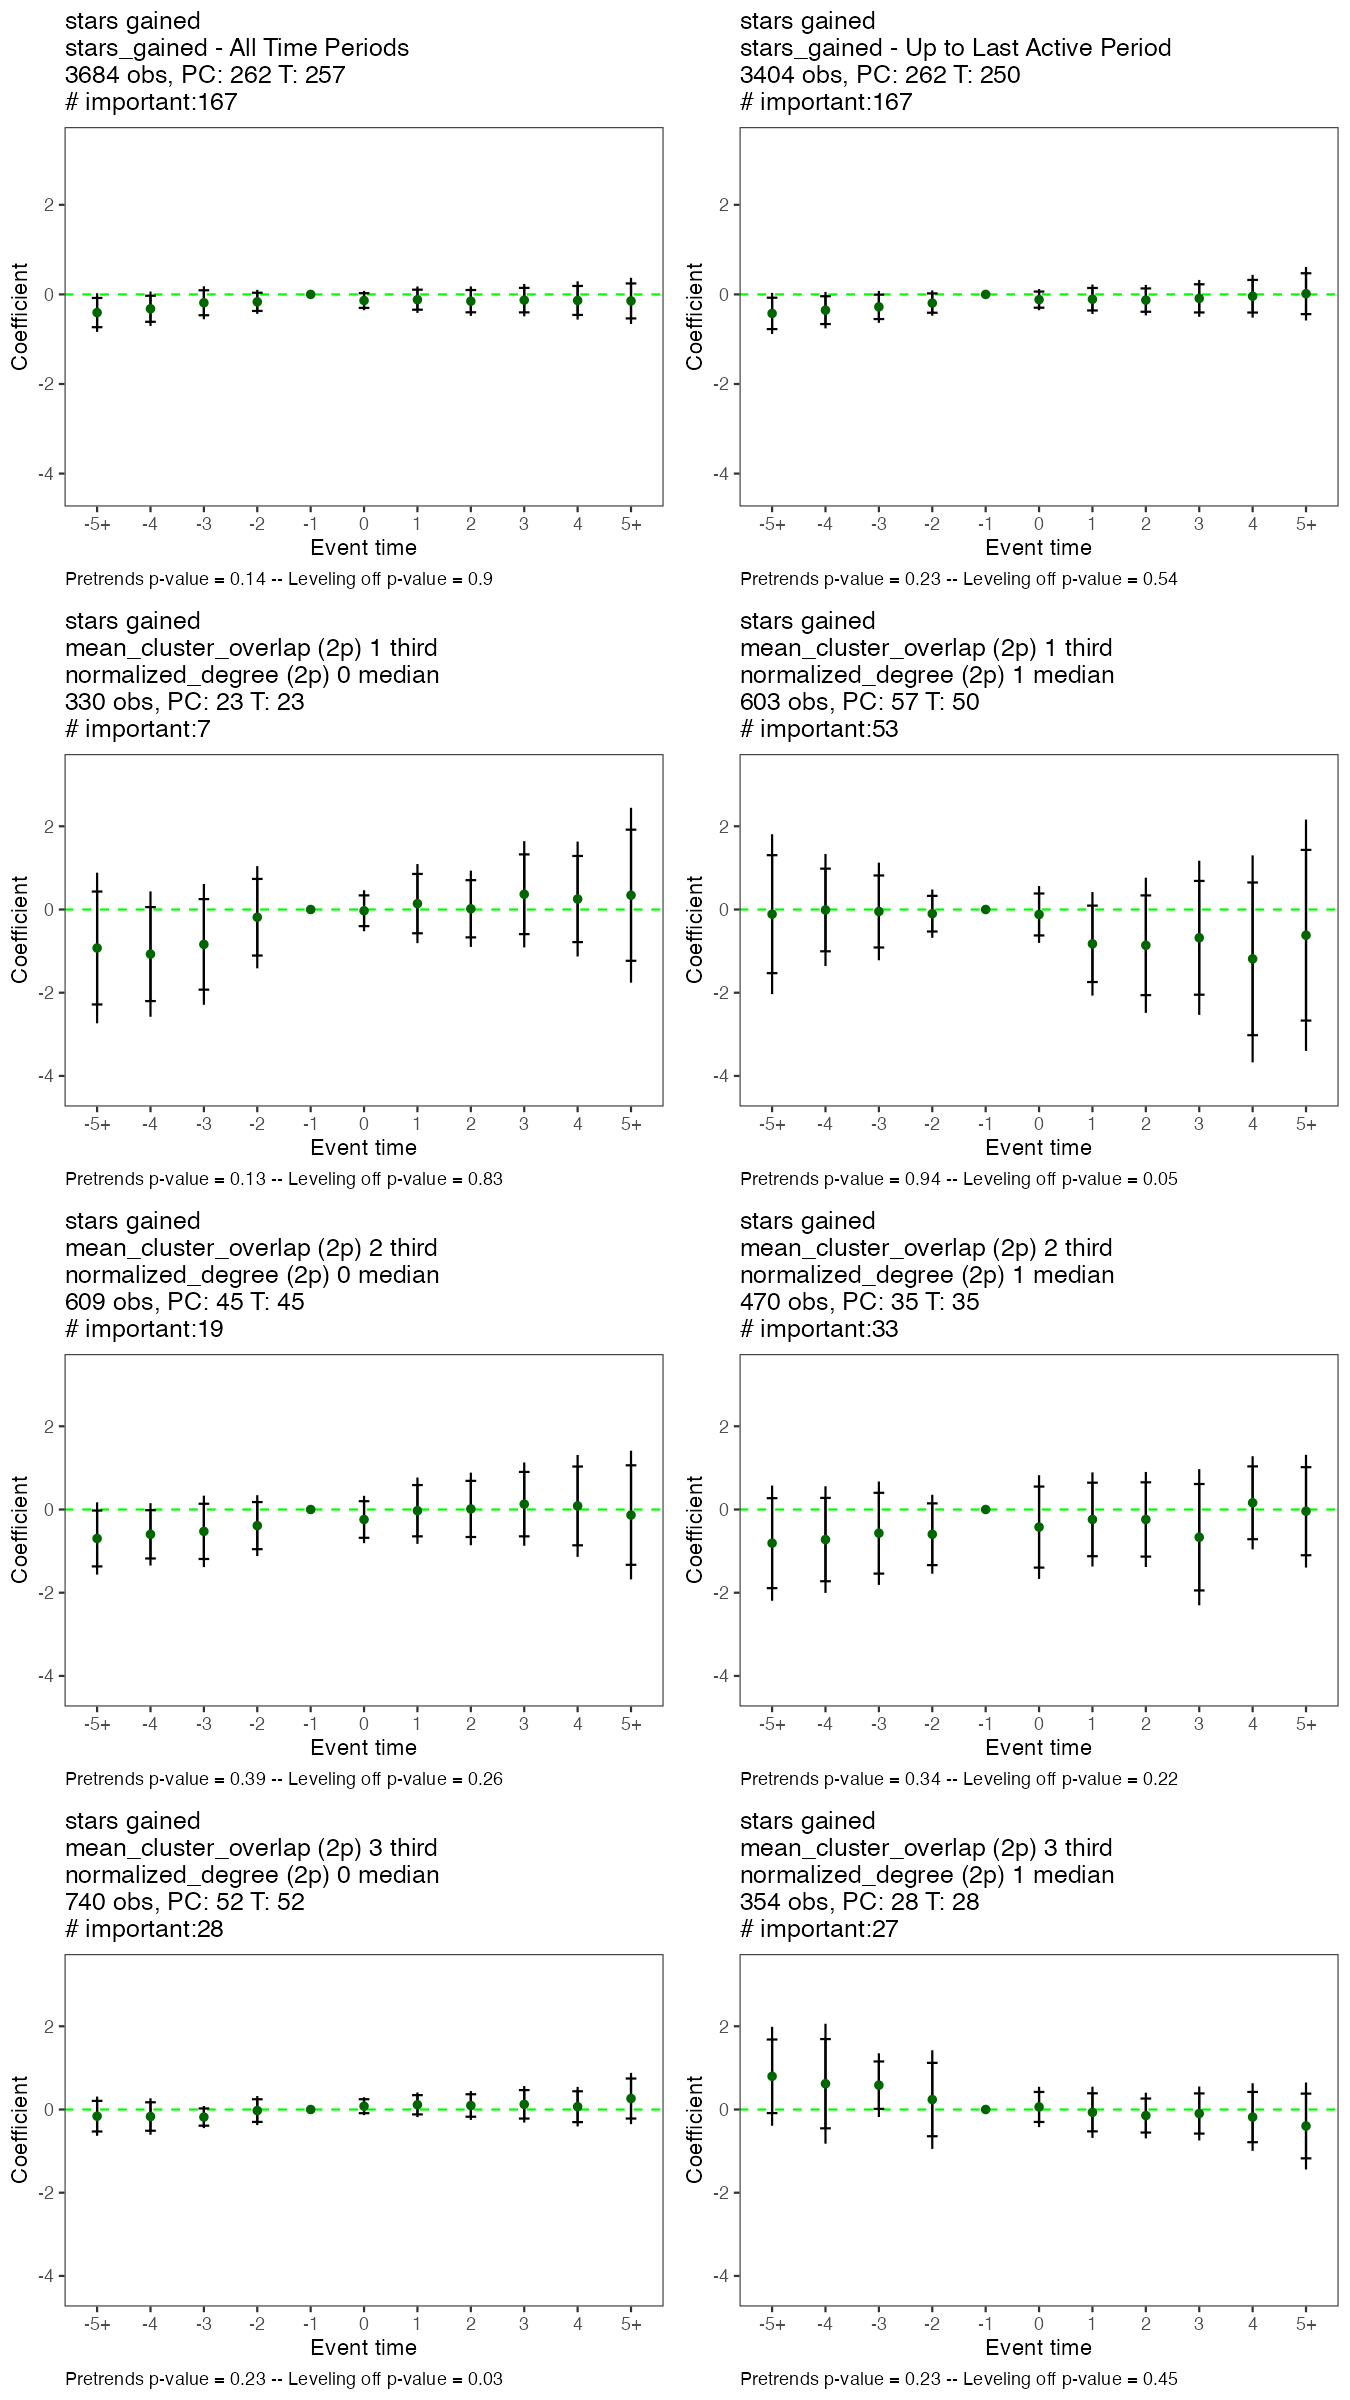 stars gained
stars_gained - All Time Periods
3684 obs, PC: 262 T: 257
# important:167
2
0
-2
-4
Coefficient
-5+ -4 -3 -2 -1 0 1 2 3 4 5+
Event time
Pretrends p-value = 0.14 -- Leveling off p-value = 0.9
stars gained
stars_gained - Up to Last Active Period
3404 obs, PC: 262 T: 250
# important:167
2
0
-2
-4
Coefficient
-5+ -4 -3 -2 -1 0 1 2 3 4 5+
Event time
Pretrends p-value = 0.23 -- Leveling off p-value = 0.54
stars gained
mean_cluster_overlap (2p) 1 third
normalized_degree (2p) 0 median
330 obs, PC: 23 T: 23
# important:7
2
0
-2
-4
Coefficient
-5+ -4 -3 -2 -1 0 1 2 3 4 5+
Event time
Pretrends p-value = 0.13 -- Leveling off p-value = 0.83
stars gained
mean_cluster_overlap (2p) 1 third
normalized_degree (2p) 1 median
603 obs, PC: 57 T: 50
# important:53
2
0
-2
-4
Coefficient
-5+ -4 -3 -2 -1 0 1 2 3 4 5+
Event time
Pretrends p-value = 0.94 -- Leveling off p-value = 0.05
stars gained
mean_cluster_overlap (2p) 2 third
normalized_degree (2p) 0 median
609 obs, PC: 45 T: 45
# important:19
2
0
-2
-4
Coefficient
-5+ -4 -3 -2 -1 0 1 2 3 4 5+
Event time
Pretrends p-value = 0.39 -- Leveling off p-value = 0.26
stars gained
mean_cluster_overlap (2p) 2 third
normalized_degree (2p) 1 median
470 obs, PC: 35 T: 35
# important:33
2
0
-2
-4
Coefficient
-5+ -4 -3 -2 -1 0 1 2 3 4 5+
Event time
Pretrends p-value = 0.34 -- Leveling off p-value = 0.22
stars gained
mean_cluster_overlap (2p) 3 third
normalized_degree (2p) 0 median
740 obs, PC: 52 T: 52
# important:28
2
0
-2
-4
Coefficient
-5+ -4 -3 -2 -1 0 1 2 3 4 5+
Event time
Pretrends p-value = 0.23 -- Leveling off p-value = 0.03
stars gained
mean_cluster_overlap (2p) 3 third
normalized_degree (2p) 1 median
354 obs, PC: 28 T: 28
# important:27
2
0
-2
-4
Coefficient
-5+ -4 -3 -2 -1 0 1 2 3 4 5+
Event time
Pretrends p-value = 0.23 -- Leveling off p-value = 0.45